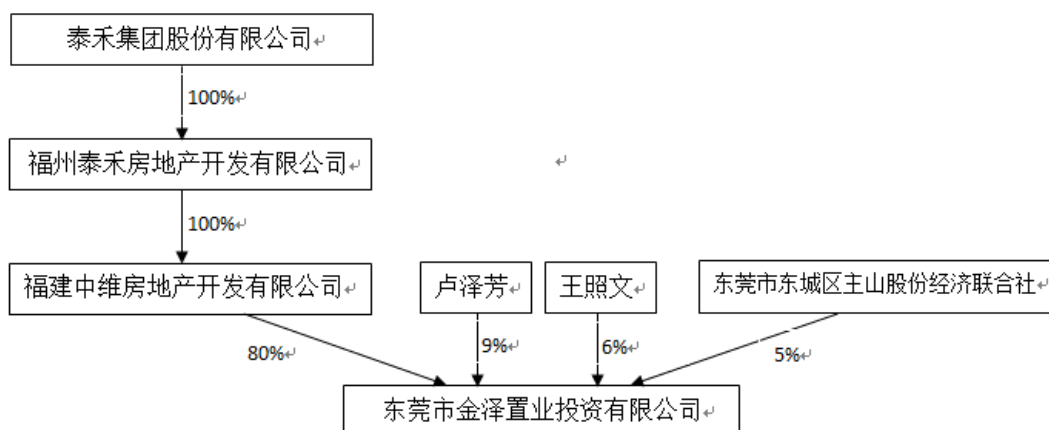 泰禾集团股份有限公司
100%
福州泰禾房地产开发有限公司
100%
福建中维房地产开发有限公司
卢泽芳
王照文
东莞市东城区主山股份经济联合社
80%
9%
6%
5%
东莞市金泽置业投资有限公司